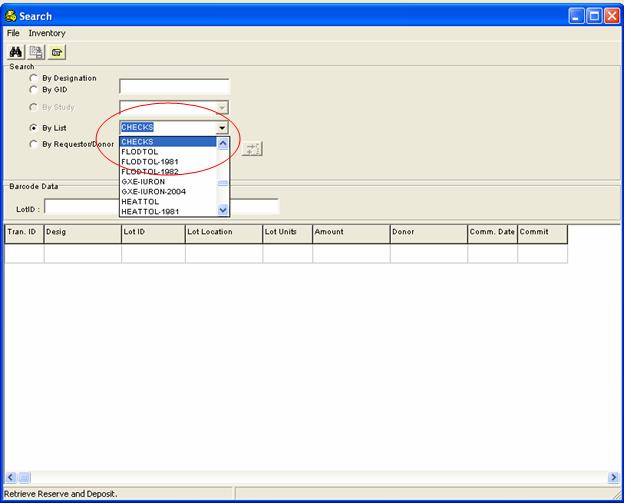 Search
File Inventory
Search
By Designation
By GID
By Study
By List CHECKS
By Requestor/Donor
CHECKS
FLODTOL
FLODTOL-1981
FLODTOL-1982
GXE-IURON
GXE-IURON-2004
HEATTOL
HEATTOL-1981
Barcode Data
LotID :
Tran. ID Desig Lot ID Lot Location Lot Units Amount Donor Comm. Date Commit
Retrieve Reserve and Deposit.